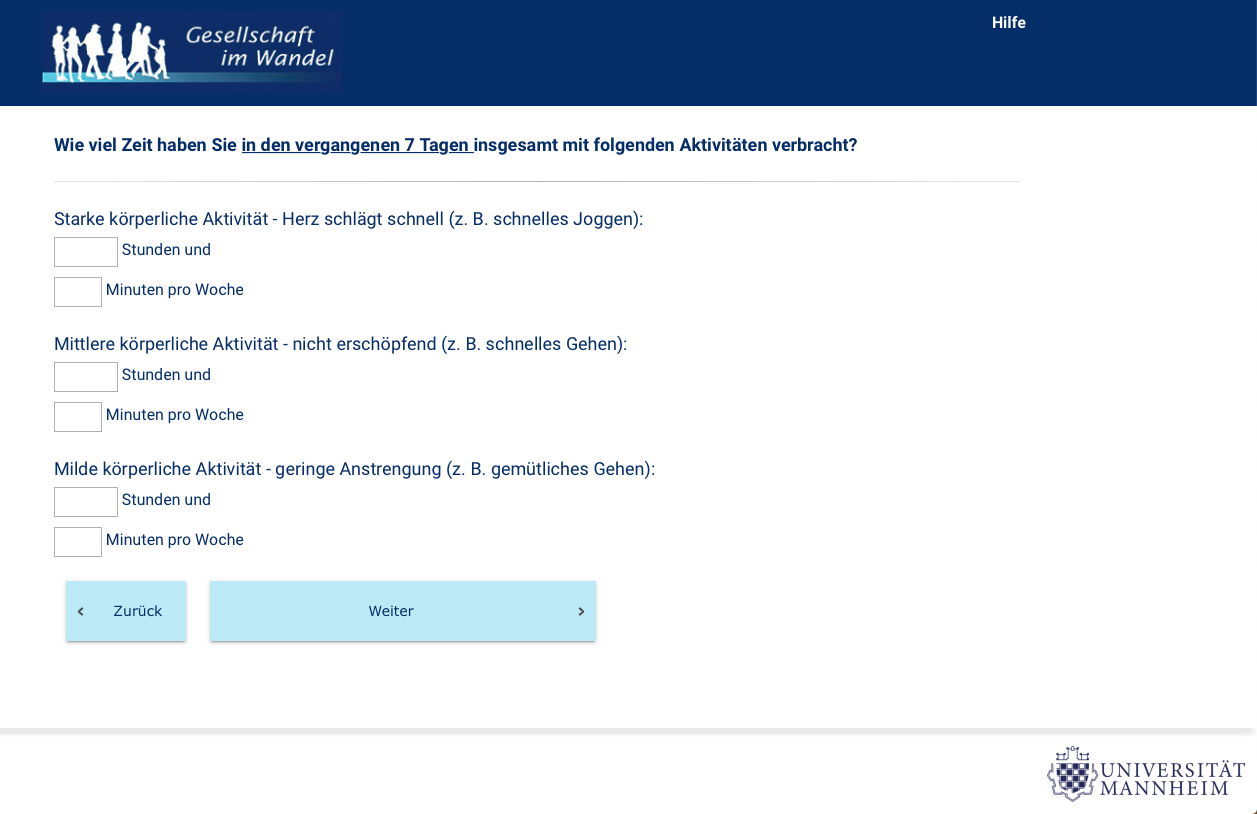 Gesellschaft
im Wandel
Hilfe
Wie viel Zeit haben Sie in den vergangenen 7 Tagen insgesamt mit folgenden Aktivitäten verbracht?
Starke körperliche Aktivität - Herz schlägt schnell (z. B. schnelles Joggen):
Stunden und
Minuten pro Woche
Mittlere körperliche Aktivität - nicht erschöpfend (z. B. schnelles Gehen):
Stunden und
Minuten pro Woche
Milde körperliche Aktivität - geringe Anstrengung (z. B. gemütliches Gehen):
Stunden und
Minuten pro Woche
Zurück
Weiter
UNIVERSITÄT
MANNHEIM